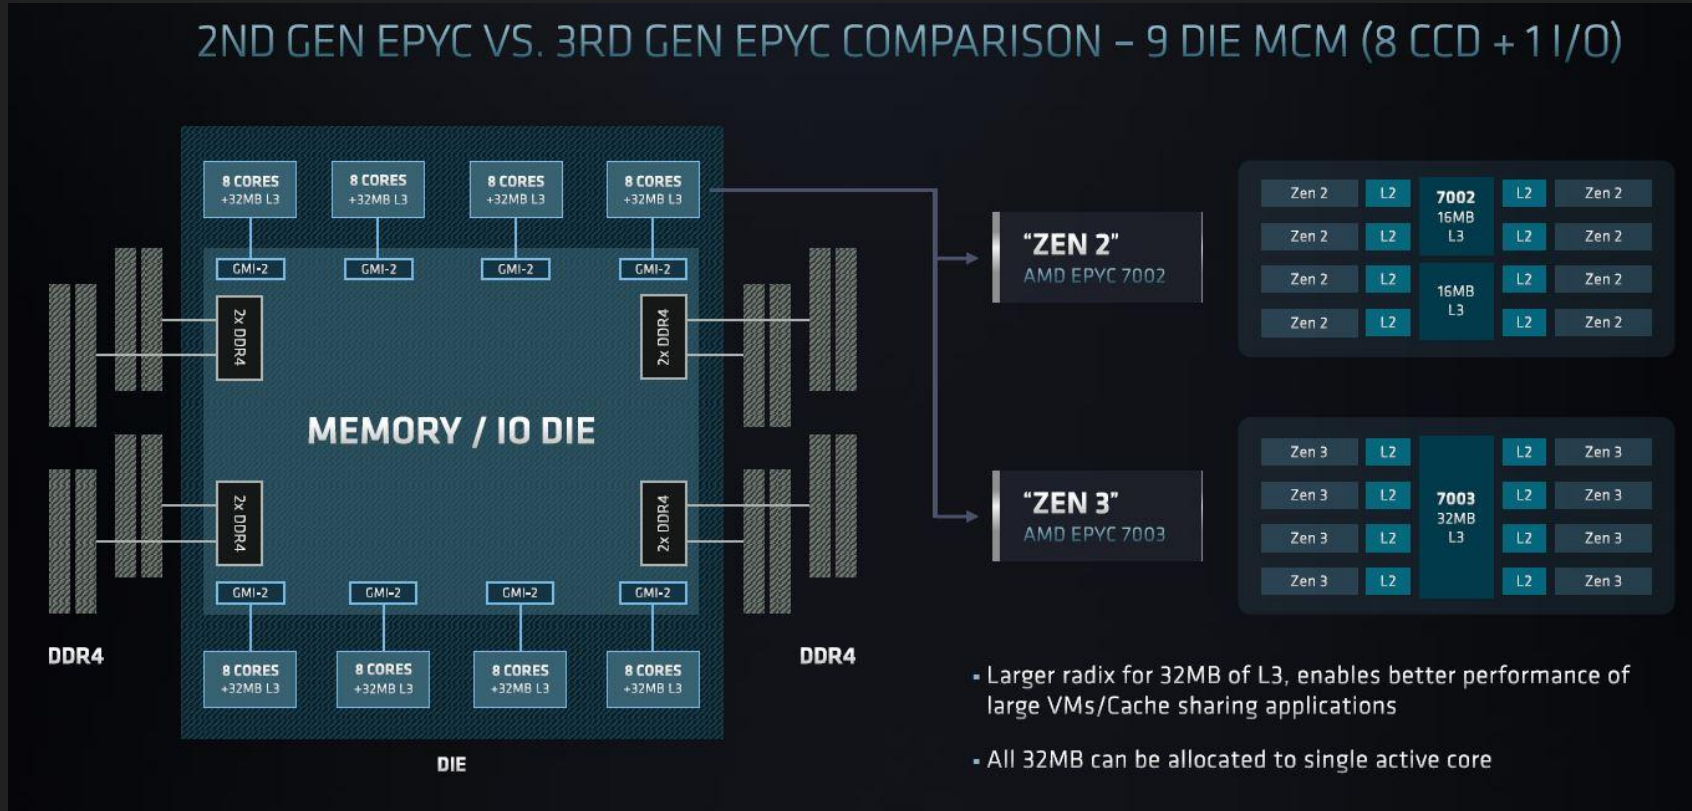 2ND GEN EPYC VS. 3RD GEN EPYC COMPARISON – 9 DIE MCM (8 CCD + 1 I/O)
8 CORES
+32MB L3
8 CORES
+32MB L3
8 CORES
+32MB L3
8 CORES
+32MB L3
GMI-2
GMI-2
GMI-2
GMI-2
2x DDR4
2x DDR4
MEMORY / IO DIE
2x DDR4
2x DDR4
GMI-2
GMI-2
GMI-2
GMI-2
8 CORES
+32MB L3
8 CORES
+32MB L3
8 CORES
+32MB L3
8 CORES
+32MB L3
DDR4
DDR4
DIE
"ZEN 2"
AMD EPYC 7002
Zen 2
L2
7002
16MB
L3
L2
Zen 2
Zen 2
L2
L2
Zen 2
Zen 2
L2
16MB
L3
L2
Zen 2
Zen 2
L2
L2
Zen 2
"ZEN 3"
AMD EPYC 7003
Zen 3
L2
L2
Zen 3
Zen 3
L2
7003
32MB
L3
L2
Zen 3
Zen 3
L2
L2
Zen 3
Zen 3
L2
L2
Zen 3
▪ Larger radix for 32MB of L3, enables better performance of
large VMs/Cache sharing applications
▪ All 32MB can be allocated to single active core